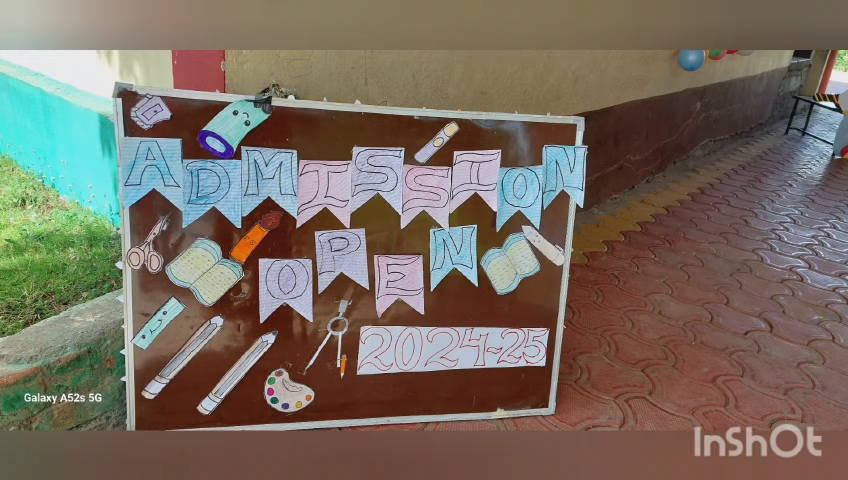 ADMISSION
OPEN
2024-25
Galaxy A52s 5G
InShOt